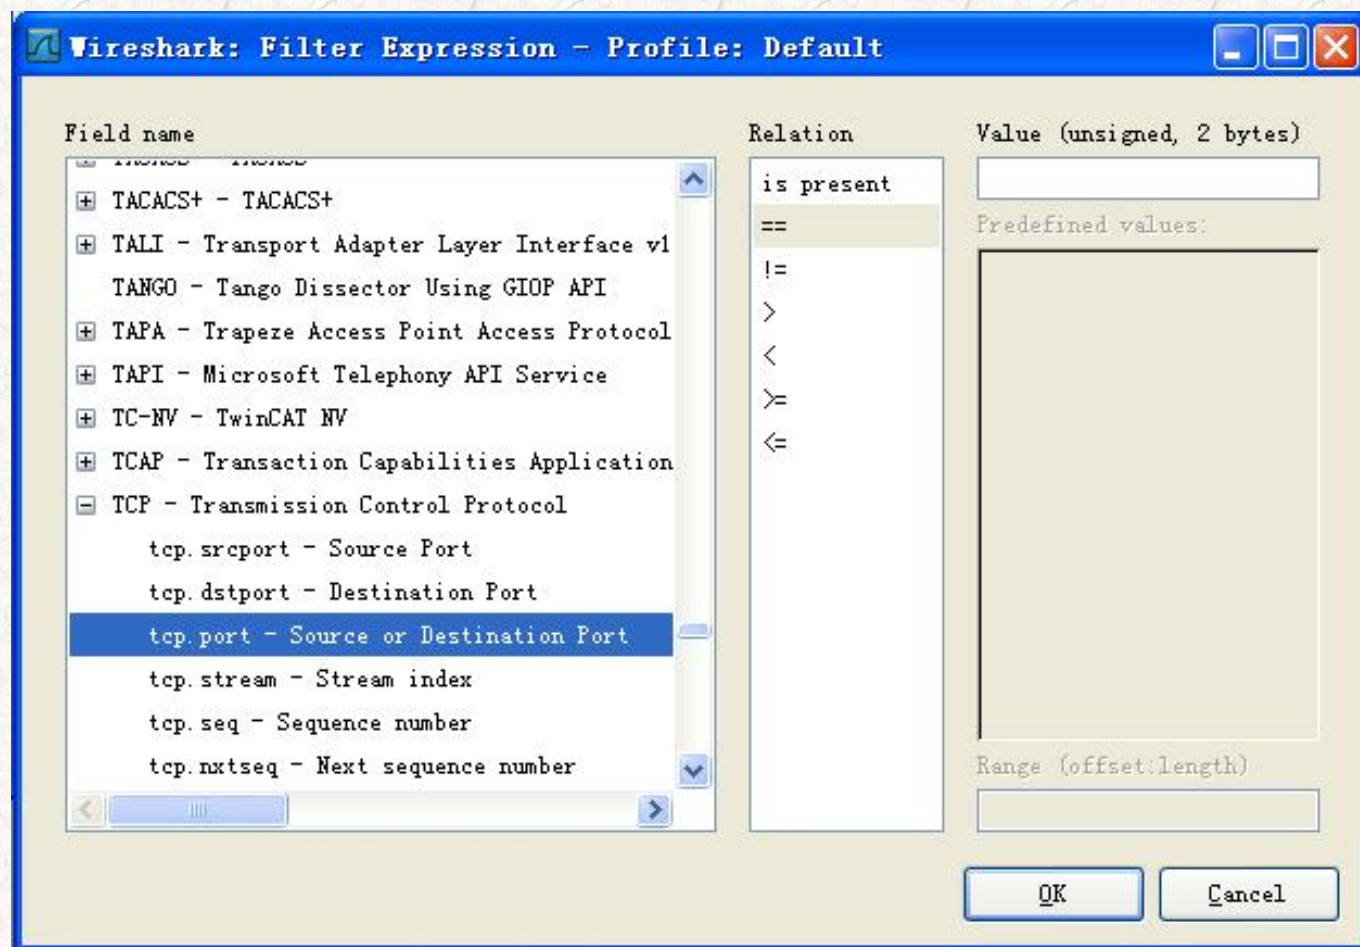 Wireshark: Filter Expression - Profile: Default
Field name
TACACS+ - TACACS+
TALI - Transport Adapter Layer Interface v1
TANGO - Tango Dissector Using GIOP API
TAPA - Trapeze Access Point Access Protocol
TAPI - Microsoft Telephony API Service
TC-NV - TwinCAT NV
TCAP - Transaction Capabilities Application
TCP - Transmission Control Protocol
tcp.srcport - Source Port
tcp.dstport - Destination Port
tcp.port - Source or Destination Port
tcp.stream - Stream index
tcp.seq - Sequence number
tcp.nxtseq - Next sequence number
Relation
is present
==
!=
>
<
>=
<=
Value (unsigned, 2 bytes)
Predefined values:
Range (offset:length)
OK
Cancel